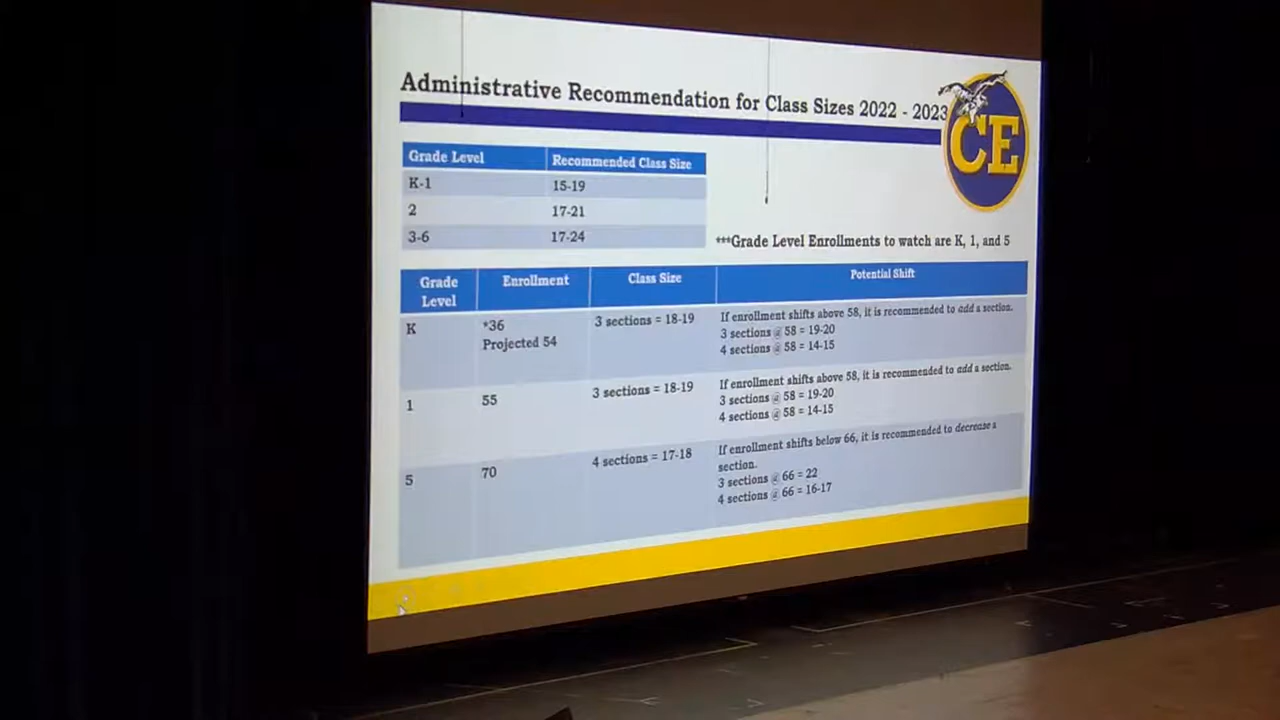 Administrative Recommendation for Class Sizes 2022 - 2023
CE
Grade Level Recommended Class Size
K-1 15-19
2 17-21
3-6 17-24
***Grade Level Enrollments to watch are K, 1, and 5
Grade Level Enrollment Class Size Potential Shift
K *36 3 sections = 18-19 If enrollment shifts above 58, it is recommended to add a section.
Projected 54 3 sections @ 58 = 19-20
4 sections @ 58 = 14-15
1 55 3 sections = 18-19 If enrollment shifts above 58, it is recommended to add a section.
3 sections @ 58 = 19-20
4 sections @ 58 = 14-15
5 70 4 sections = 17-18 If enrollment shifts below 66, it is recommended to decrease a
section.
3 sections @ 66 = 22
4 sections @ 66 = 16-17